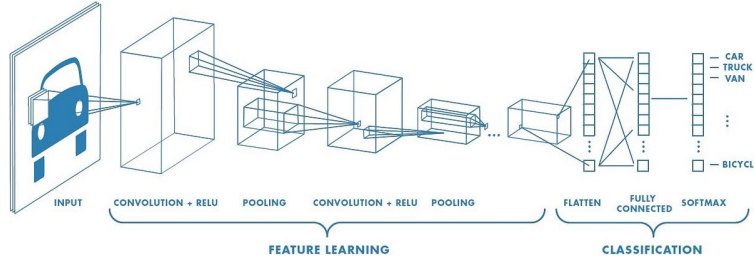 CAR
TRUCK
VAN
BICYCL
INPUT
CONVOLUTION + RELU
POOLING
CONVOLUTION + RELU
POOLING
FLATTEN
FULLY
CONNECTED
SOFTMAX
FEATURE LEARNING
CLASSIFICATION